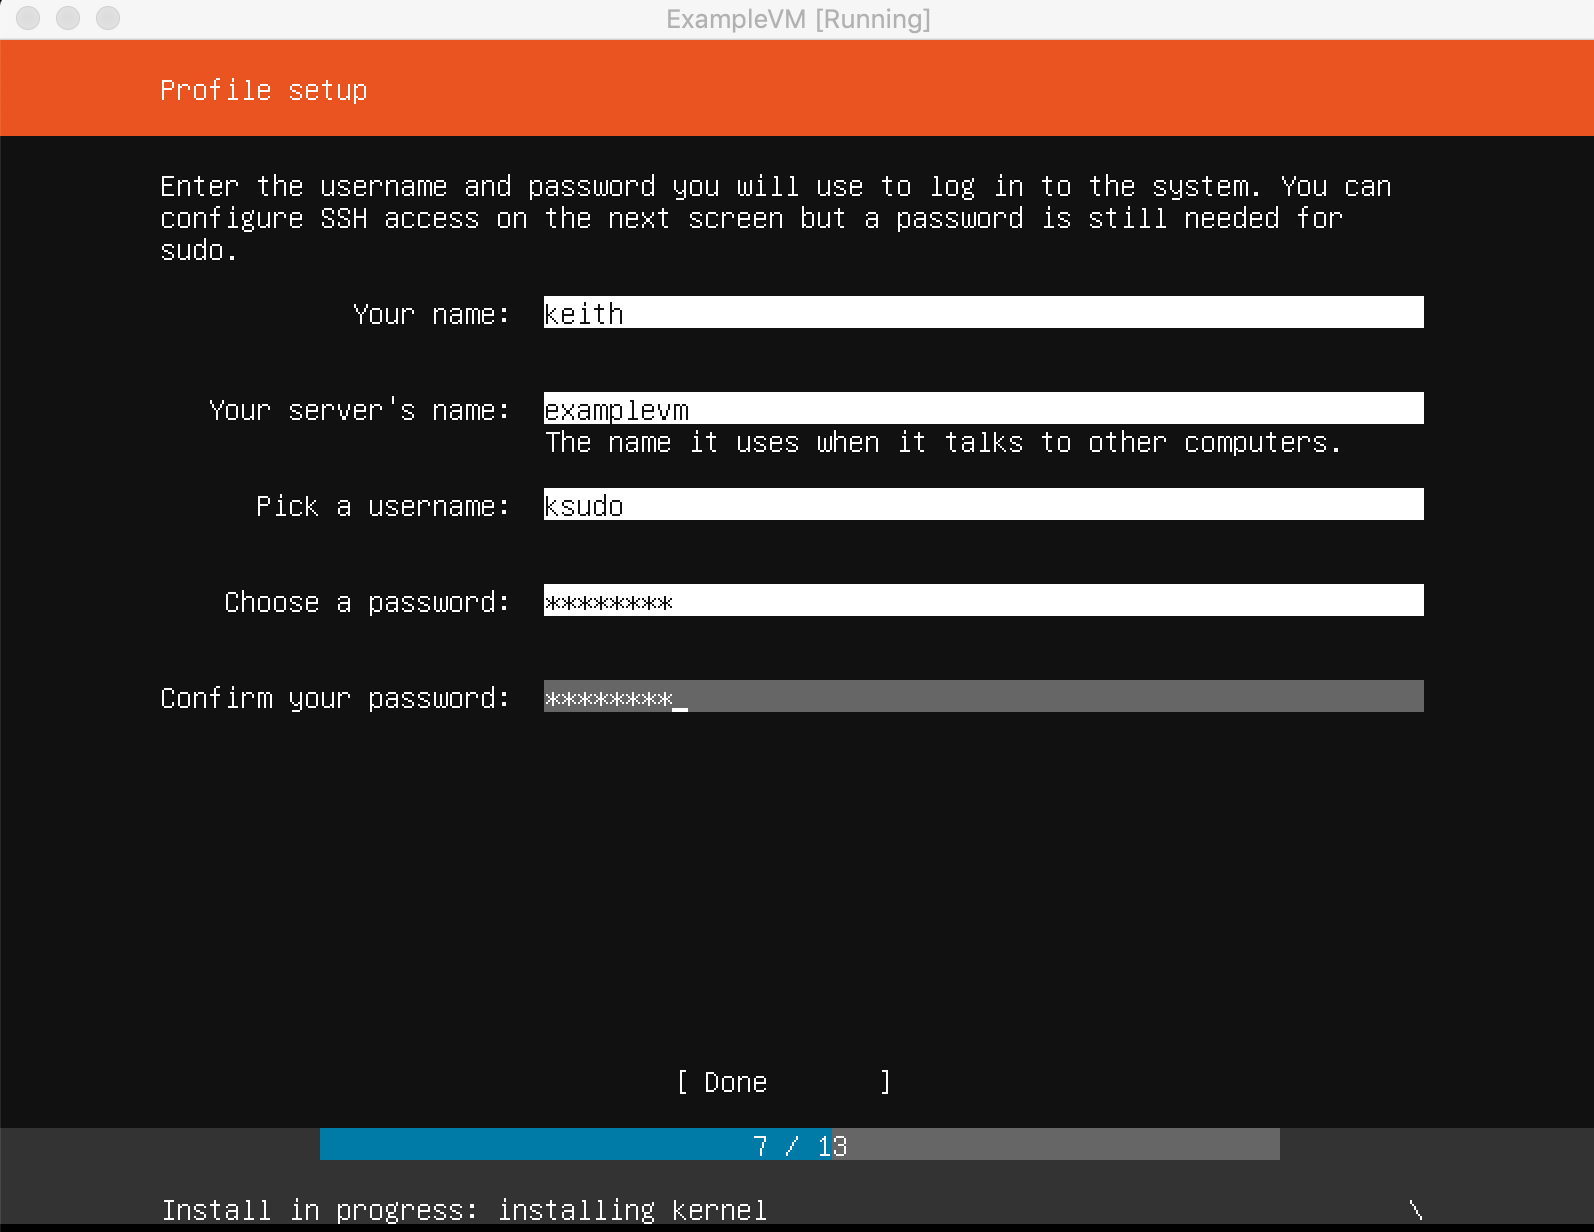 ExampleVM [Running]
Profile setup
Enter the username and password you will use to log in to the system. You can
configure SSH access on the next screen but a password is still needed for
sudo.
Your name: keith
Your server's name: examplevm
The name it uses when it talks to other computers.
Pick a username: ksudo
Choose a password: ********
Confirm your password: ********_
[ Done ]
7 / 13
Install in progress: installing kernel \